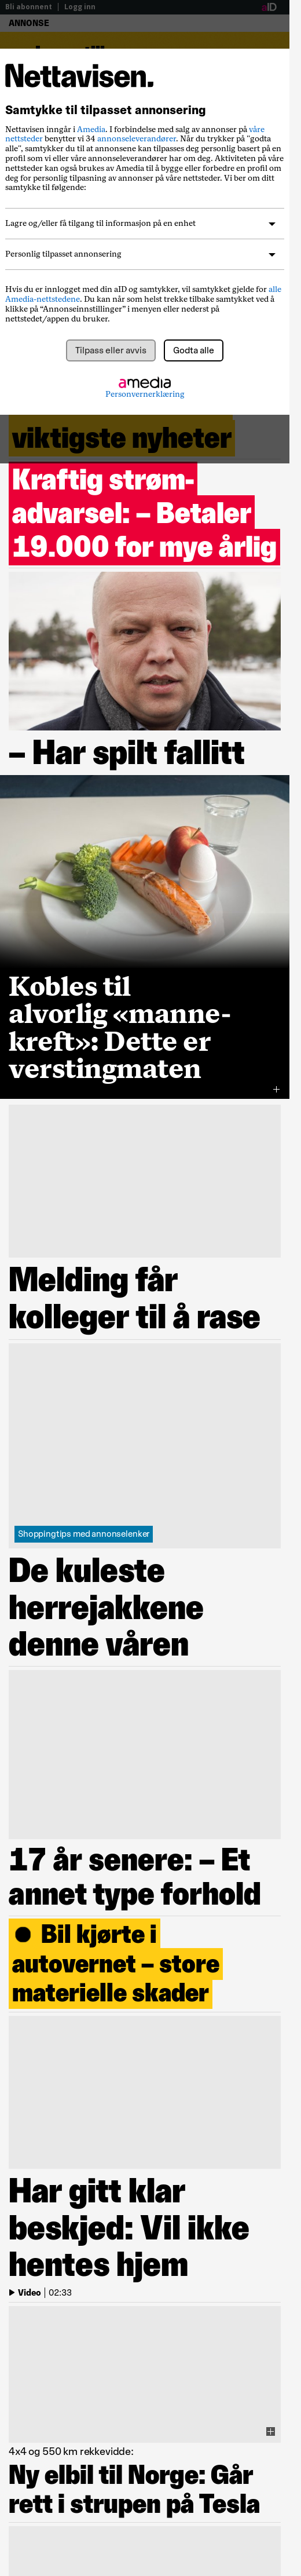 Bli abonnent
Logg inn
aID
ANNONSE
Nettavisen.
Samtykke til tilpasset annonsering
Nettavisen inngår i Amedia. I forbindelse med salg av annonser på våre
nettsteder benytter vi 34 annonseleverandører. Når du trykker på "godta
alle", samtykker du til at annonsene kan tilpasses deg personlig basert på en
profil som vi eller våre annonseleverandører har om deg. Aktiviteten på våre
nettsteder kan også brukes av Amedia til å bygge eller forbedre en profil om
deg for personlig tilpasning av annonser på våre nettsteder. Vi ber om ditt
samtykke til følgende:
Lagre og/eller få tilgang til informasjon på en enhet
Personlig tilpasset annonsering
Hvis du er innlogget med din aID og samtykker, vil samtykket gjelde for alle
Amedia-nettstedene. Du kan når som helst trekke tilbake samtykket ved å
klikke på “Annonseinnstillinger” i menyen eller nederst på
nettstedet/appen du bruker.
Tilpass eller avvis
Godta alle
amedia
Personvernerklæring
viktigste nyheter
Kraftig strøm-
advarsel: – Betaler
19.000 for mye årlig
– Har spilt fallitt
Kobles til
alvorlig «manne-
kreft»: Dette er
verstingmaten
Melding får
kolleger til å rase
Shoppingtips med annonselenker
De kuleste
herrejakkene
denne våren
17 år senere: – Et
annet type forhold
Bil kjørte i
autovernet – store
materielle skader
Har gitt klar
beskjed: Vil ikke
hentes hjem
Video | 02:33
4x4 og 550 km rekkevidde:
Ny elbil til Norge: Går
rett i strupen på Tesla